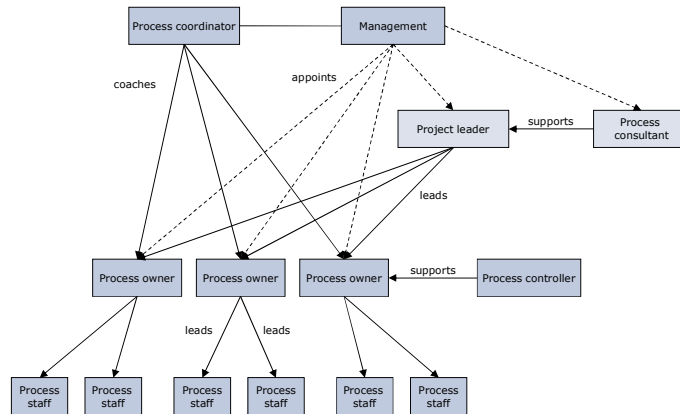 Process coordinator
Management
coaches
appoints
Project leader
supports
Process
consultant
leads
Process owner
Process owner
Process owner
supports
Process controller
leads
leads
Process
staff
Process
staff
Process
staff
Process
staff
Process
staff
Process
staff